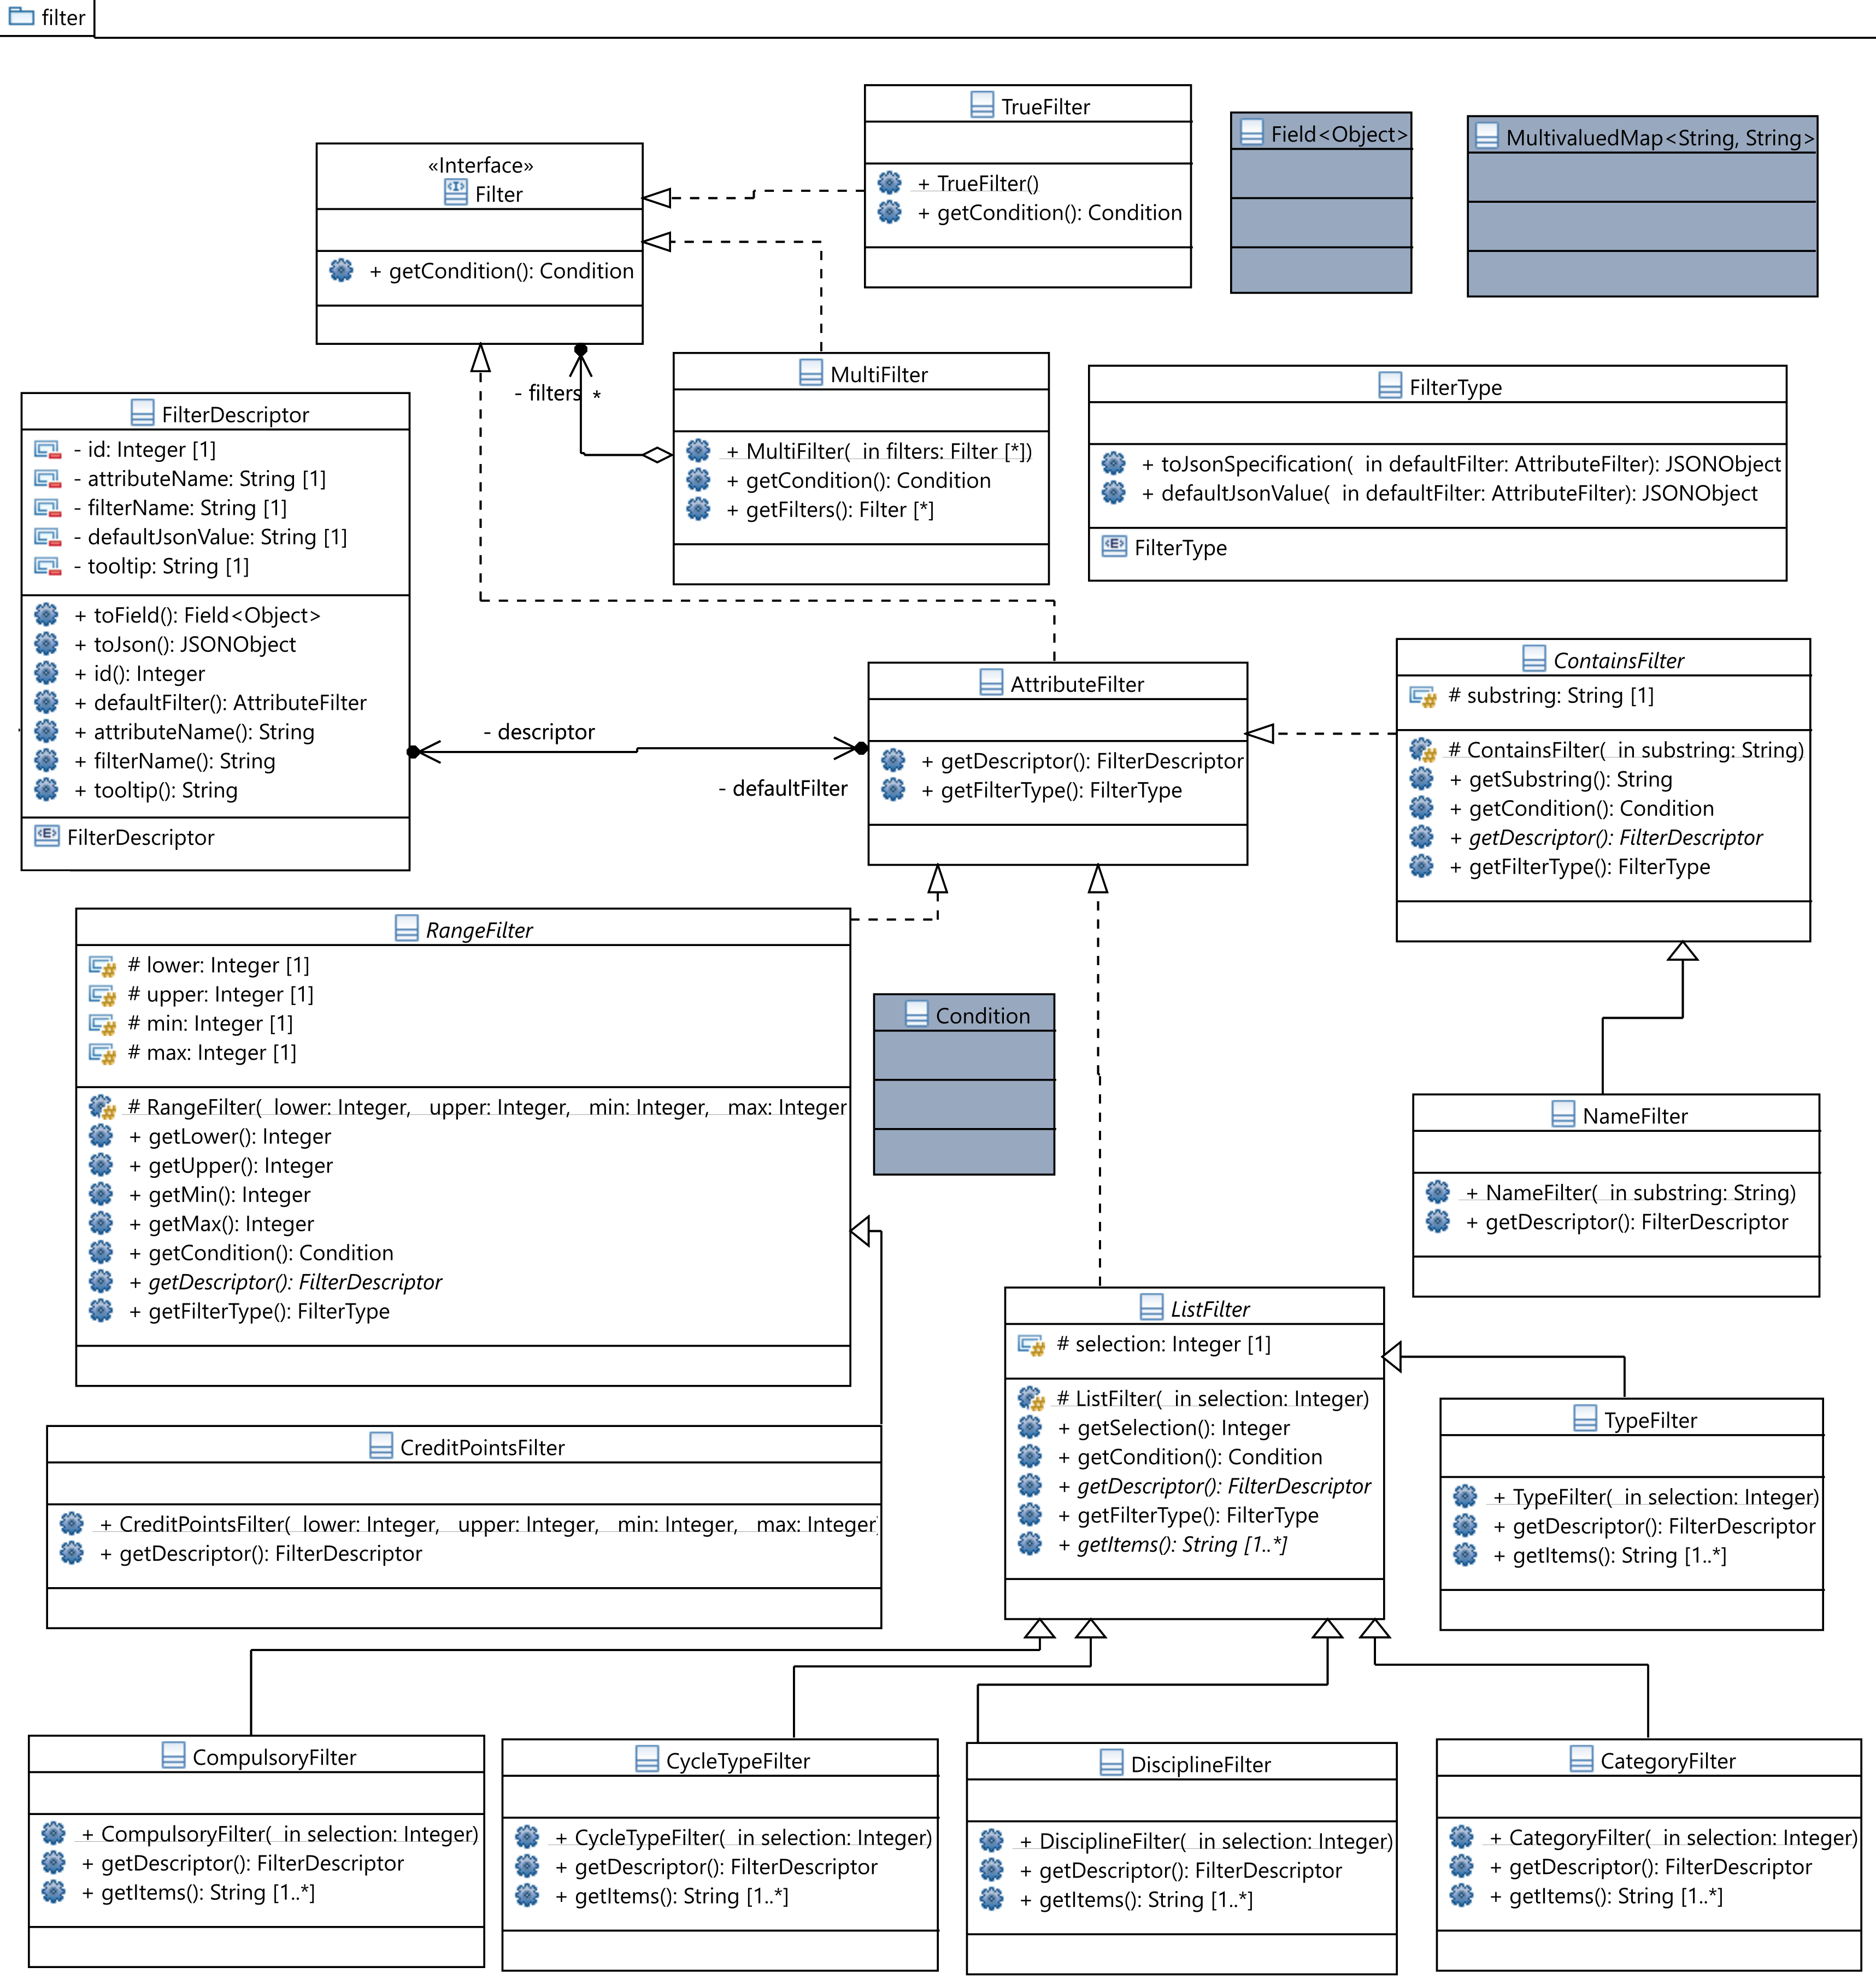 filter
TrueFilter
+ TrueFilter()
+ getCondition(): Condition
Field<Object>
MultivaluedMap<String, String>
«Interface»
Filter
+ getCondition(): Condition
- filters
*
MultiFilter
+ MultiFilter( in filters: Filter [*])
+ getCondition(): Condition
+ getFilters(): Filter [*]
FilterType
+ toJsonSpecification( in defaultFilter: AttributeFilter): JSONObject
+ defaultJsonValue( in defaultFilter: AttributeFilter): JSONObject
<E> FilterType
FilterDescriptor
- id: Integer [1]
- attributeName: String [1]
- filterName: String [1]
- defaultJsonValue: String [1]
- tooltip: String [1]
+ toField(): Field<Object>
+ toJson(): JSONObject
+ id(): Integer
+ defaultFilter(): AttributeFilter
+ attributeName(): String
+ filterName(): String
+ tooltip(): String
<E> FilterDescriptor
- descriptor
- defaultFilter
AttributeFilter
+ getDescriptor(): FilterDescriptor
+ getFilterType(): FilterType
ContainsFilter
# substring: String [1]
# ContainsFilter( in substring: String)
+ getSubstring(): String
+ getCondition(): Condition
+ getDescriptor(): FilterDescriptor
+ getFilterType(): FilterType
RangeFilter
# lower: Integer [1]
# upper: Integer [1]
# min: Integer [1]
# max: Integer [1]
# RangeFilter( lower: Integer, upper: Integer, min: Integer, max: Integer
+ getLower(): Integer
+ getUpper(): Integer
+ getMin(): Integer
+ getMax(): Integer
+ getCondition(): Condition
+ getDescriptor(): FilterDescriptor
+ getFilterType(): FilterType
Condition
NameFilter
+ NameFilter( in substring: String)
+ getDescriptor(): FilterDescriptor
ListFilter
# selection: Integer [1]
# ListFilter( in selection: Integer)
+ getSelection(): Integer
+ getCondition(): Condition
+ getDescriptor(): FilterDescriptor
+ getFilterType(): FilterType
+ getItems(): String [1..*]
TypeFilter
+ TypeFilter( in selection: Integer)
+ getDescriptor(): FilterDescriptor
+ getItems(): String [1..*]
CreditPointsFilter
+ CreditPointsFilter( lower: Integer, upper: Integer, min: Integer, max: Integer
+ getDescriptor(): FilterDescriptor
CompulsoryFilter
+ CompulsoryFilter( in selection: Integer)
+ getDescriptor(): FilterDescriptor
+ getItems(): String [1..*]
CycleTypeFilter
+ CycleTypeFilter( in selection: Integer)
+ getDescriptor(): FilterDescriptor
+ getItems(): String [1..*]
DisciplineFilter
+ DisciplineFilter( in selection: Integer)
+ getDescriptor(): FilterDescriptor
+ getItems(): String [1..*]
CategoryFilter
+ CategoryFilter( in selection: Integer)
+ getDescriptor(): FilterDescriptor
+ getItems(): String [1..*]